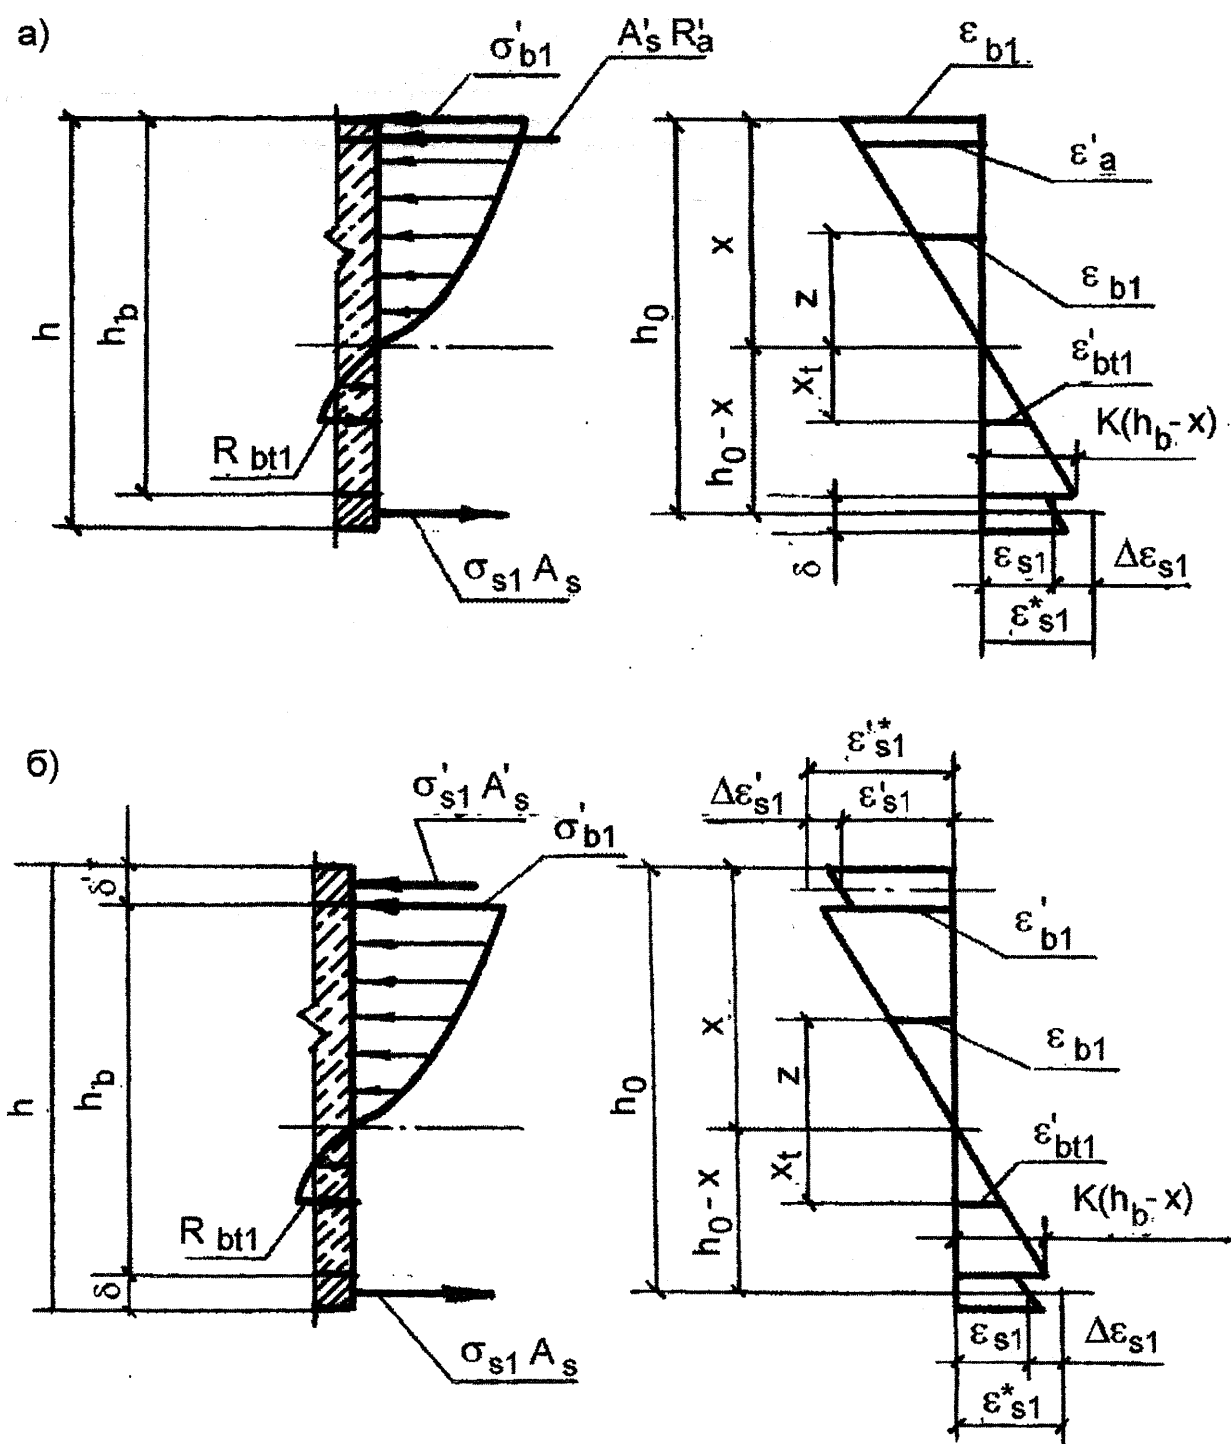 а)
σ'b1
A's R'a
εb1
ε'a
h
hb
h0
x
z
εb1
xt
ε'bt1
h0-x
K(hb-x)
Rbt1
δ
εs1
Δεs1
σs1 As
ε*s1
б)
ε'*s1
σ's1 A's
Δε's1
ε's1
σ'b1
δ'
ε'b1
h
hb
h0
x
z
εb1
xt
ε'bt1
h0-x
K(hb-x)
Rbt1
δ
εs1
Δεs1
σs1 As
ε*s1